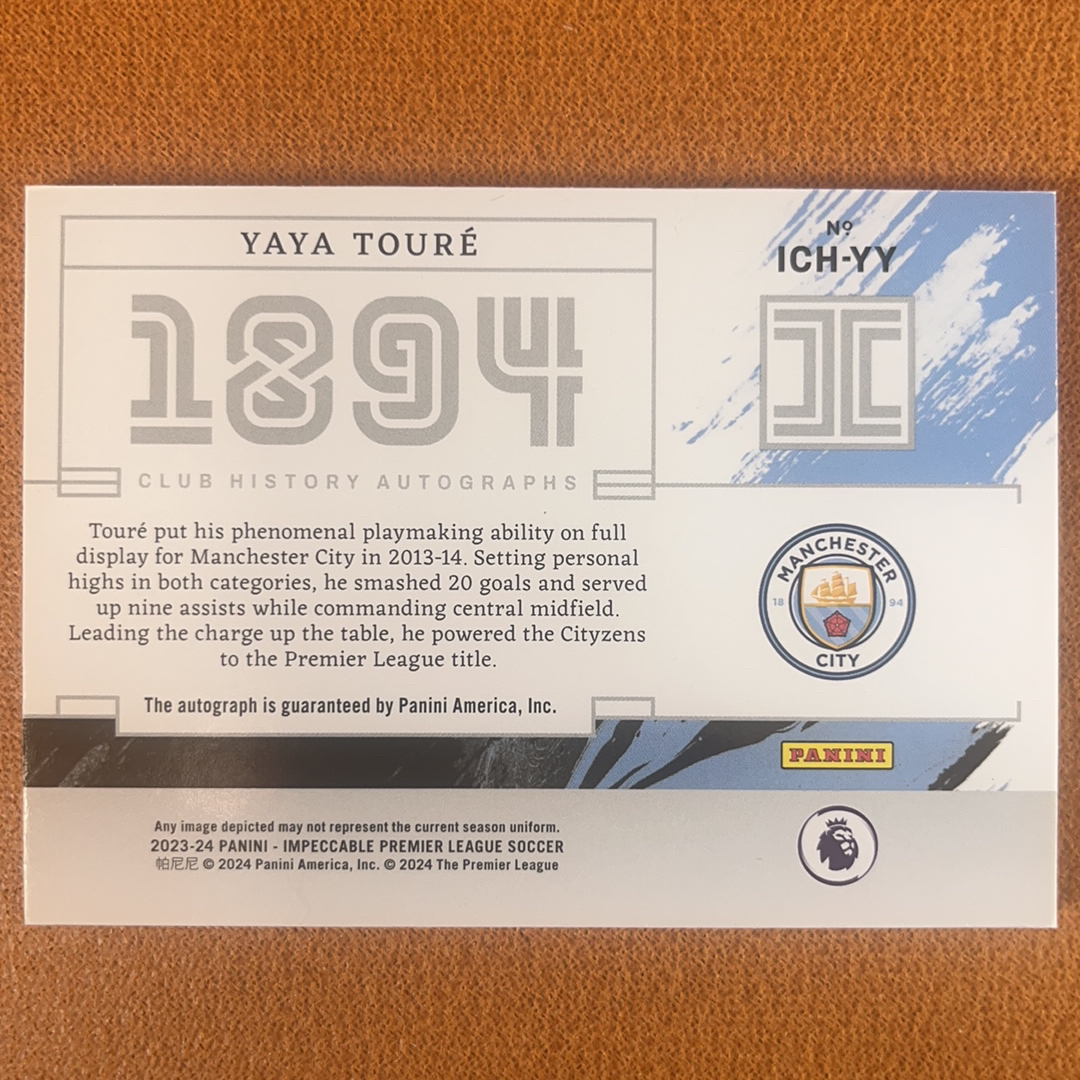 YAYA TOURÉ
Nº
ICH-YY
1894
CLUB HISTORY AUTOGRAPHS
Touré put his phenomenal playmaking ability on full
display for Manchester City in 2013-14. Setting personal
highs in both categories, he smashed 20 goals and served
up nine assists while commanding central midfield.
Leading the charge up the table, he powered the Cityzens
to the Premier League title.
MANCHESTER
18 94
CITY
The autograph is guaranteed by Panini America, Inc.
PANINI
Any image depicted may not represent the current season uniform.
2023-24 PANINI - IMPECCABLE PREMIER LEAGUE SOCCER
帕尼尼 © 2024 Panini America, Inc. © 2024 The Premier League